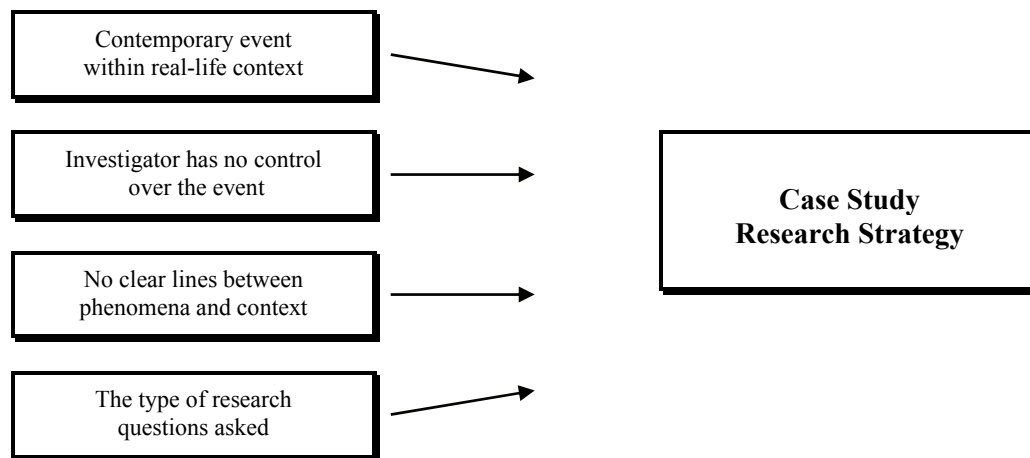 Contemporary event
within real-life context
Investigator has no control
over the event
No clear lines between
phenomena and context
The type of research
questions asked
Case Study
Research Strategy